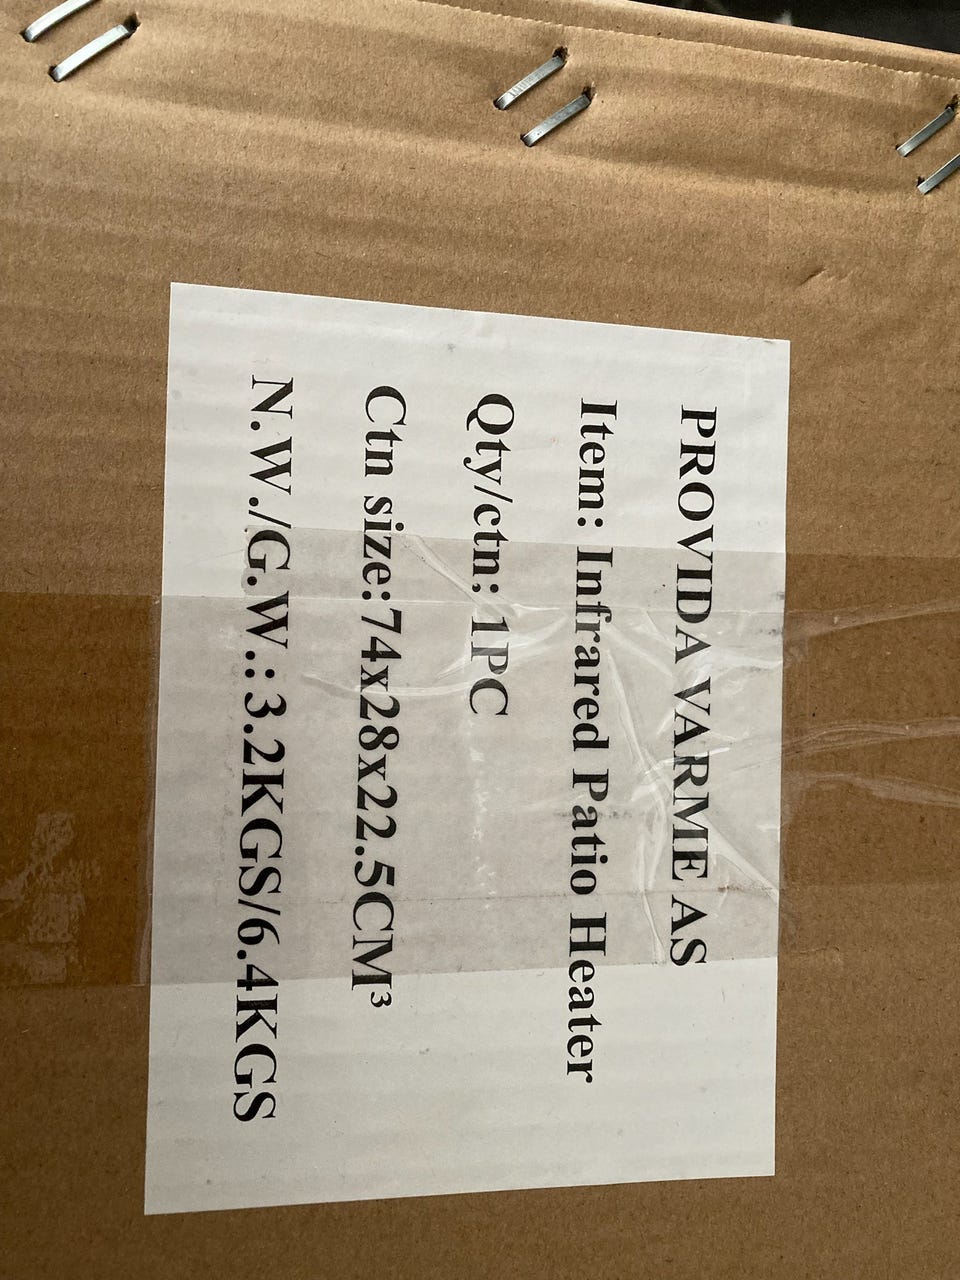 PROVIDA VARME AS
Item: Infrared Patio Heater
Qty/ctn: 1PC
Ctn size:74x28x22.5CM³
N.W./G.W.:3.2KGS/6.4KGS